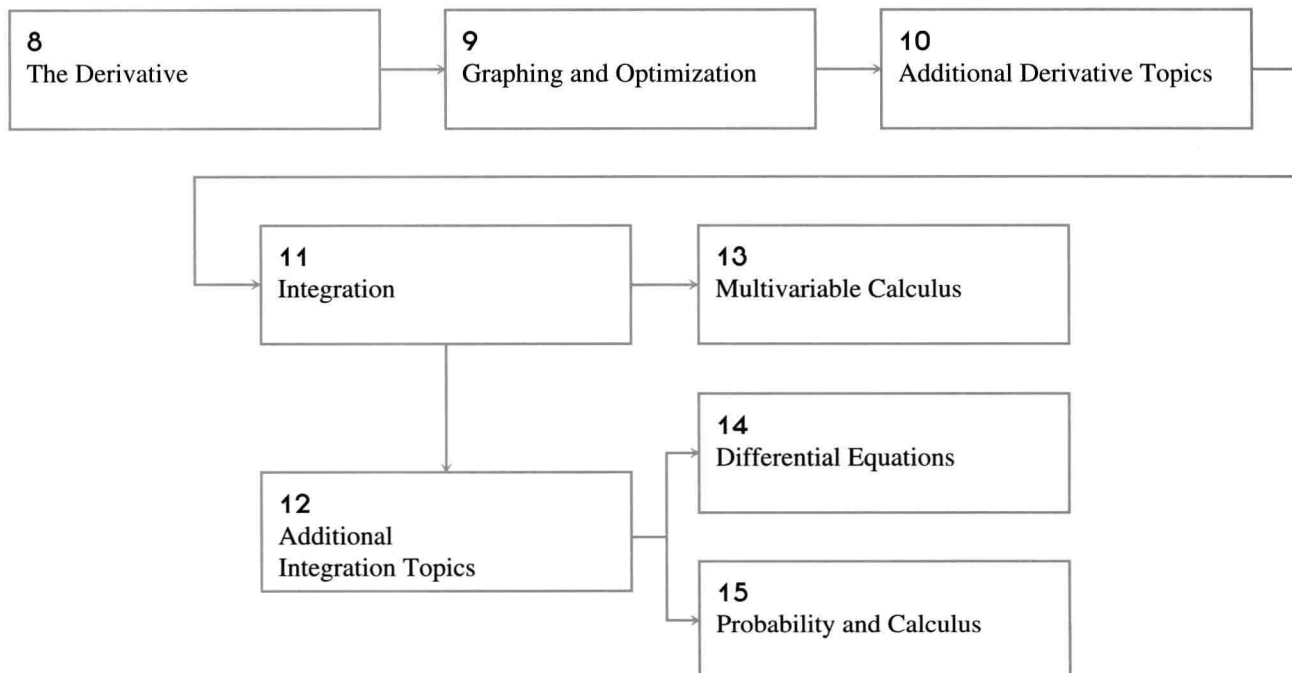 8
The Derivative
9
Graphing and Optimization
10
Additional Derivative Topics
11
Integration
13
Multivariable Calculus
14
Differential Equations
12
Additional
Integration Topics
15
Probability and Calculus